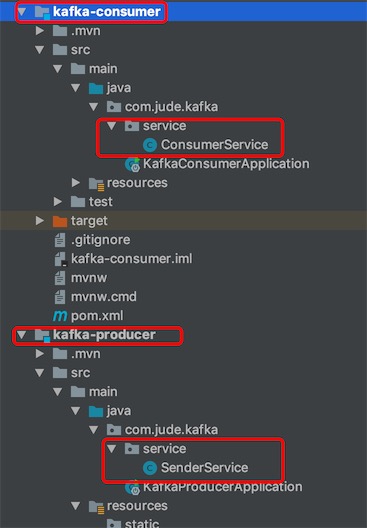 kafka-consumer
.mvn
src
main
java
com.jude.kafka
service
ConsumerService
KafkaConsumerApplication
resources
test
target
.gitignore
kafka-consumer.iml
mvnw
mvnw.cmd
pom.xml
kafka-producer
.mvn
src
main
java
com.jude.kafka
service
SenderService
KafkaProducerApplication
resources
static